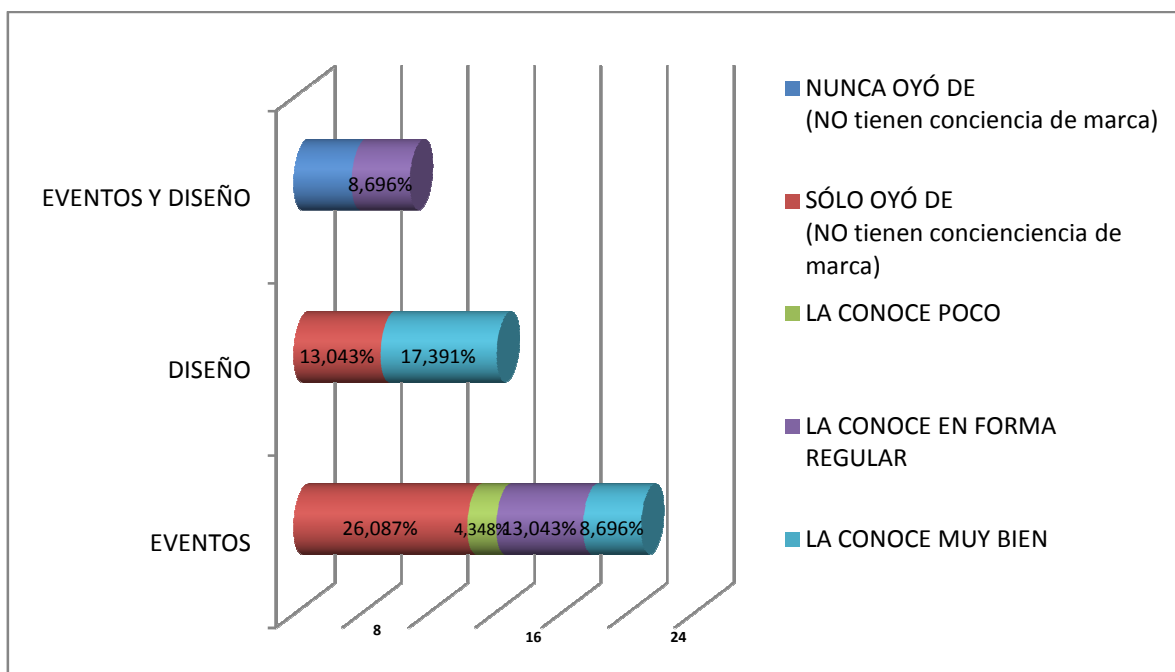 EVENTOS Y DISEÑO
8,696%
DISEÑO
13,043%
17,391%
EVENTOS
26,087%
4,348%
13,043%
8,696%
8
16
24
NUNCA OYÓ DE
(NO tienen conciencia de marca)
SÓLO OYÓ DE
(NO tienen concienciencia de
marca)
LA CONOCE POCO
LA CONOCE EN FORMA
REGULAR
LA CONOCE MUY BIEN